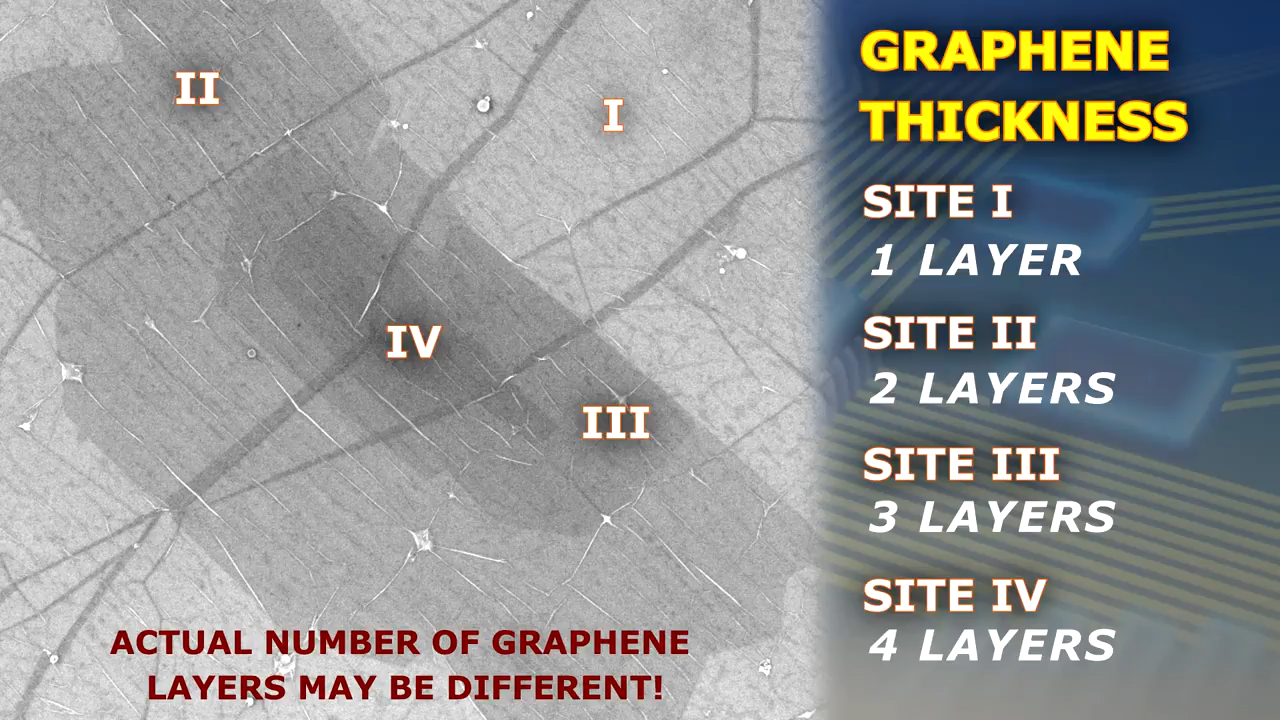 II
I
IV
III
ACTUAL NUMBER OF GRAPHENE
LAYERS MAY BE DIFFERENT!
GRAPHENE
THICKNESS
SITE I
1 LAYER
SITE II
2 LAYERS
SITE III
3 LAYERS
SITE IV
4 LAYERS